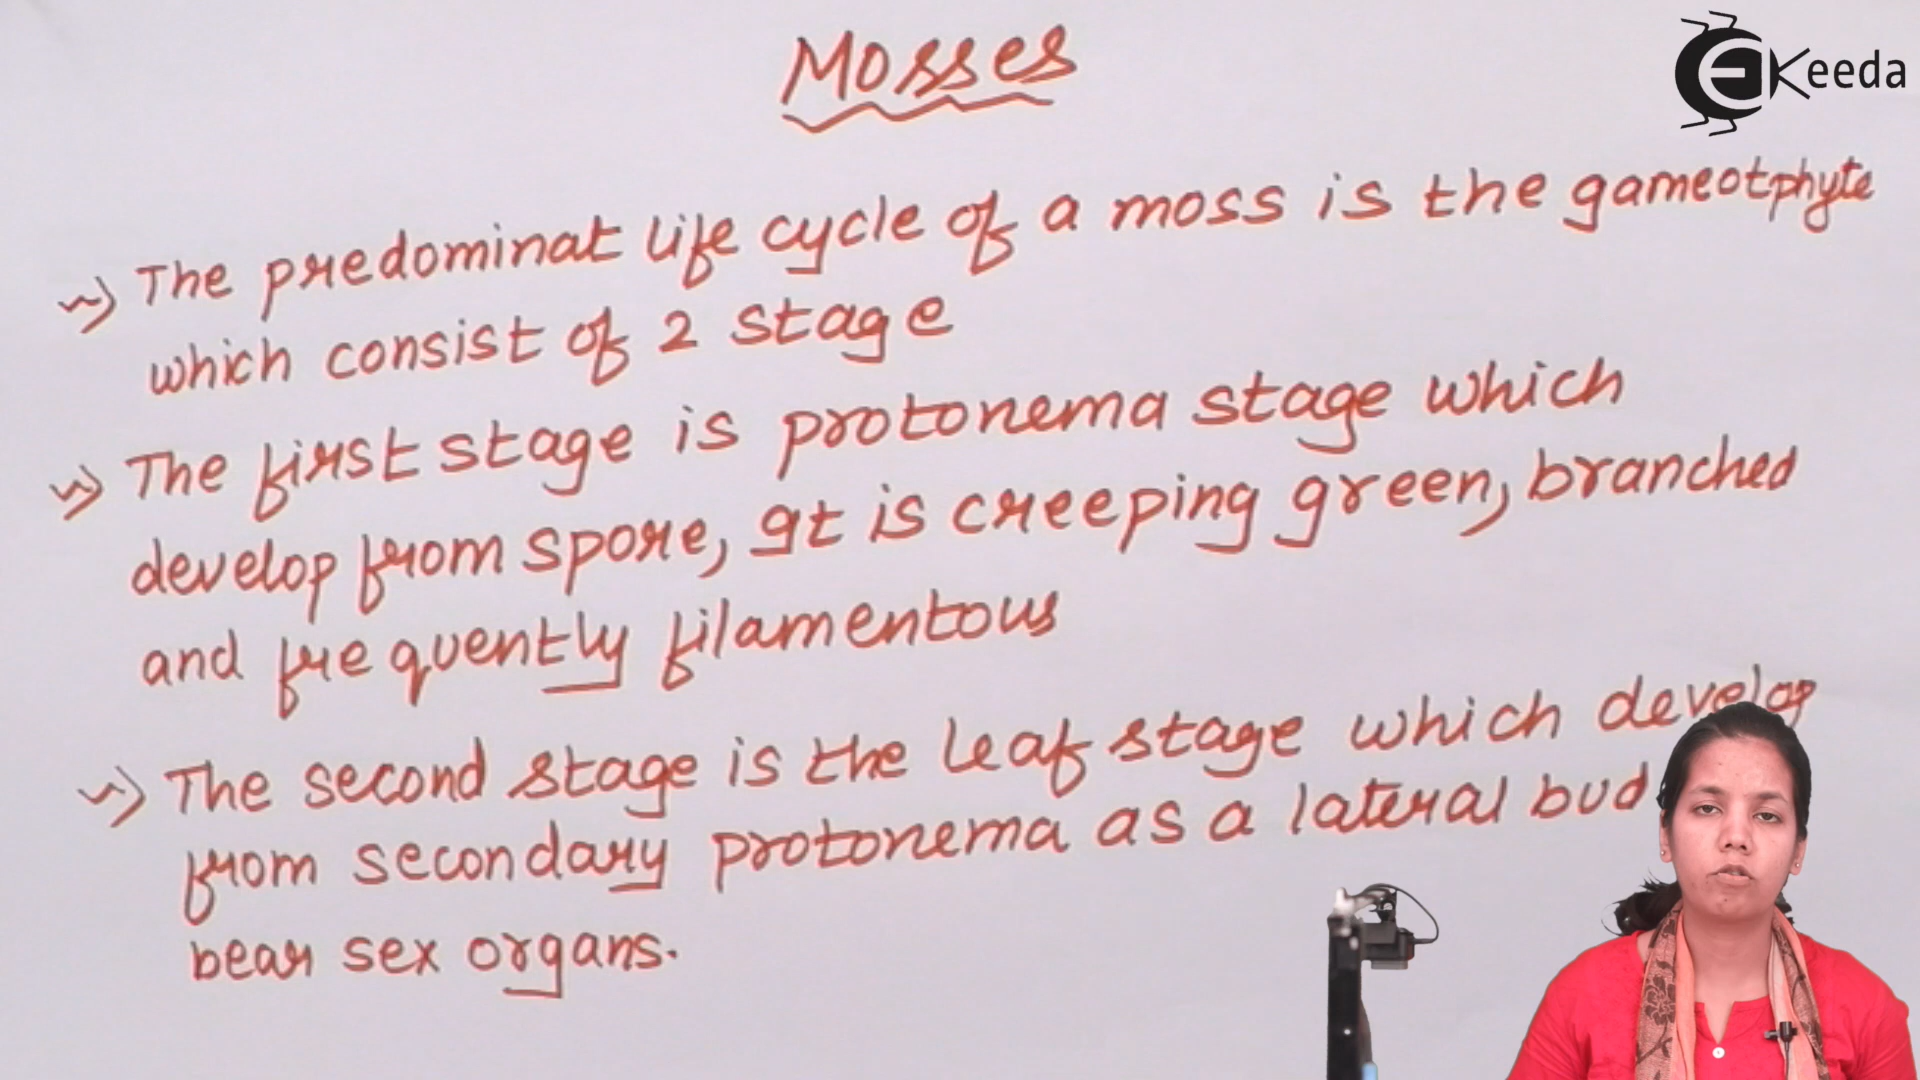 Mosses
EKeeda
~) The predominat life cycle of a moss is the gameotphyte
which consist of 2 stage
~) The first stage is protonema stage which
develop from spore, It is creeping green, branched
and frequently filamentous
~) The second stage is the leaf stage which develop
from secondary protonema as a lateral bud
bear sex organs.